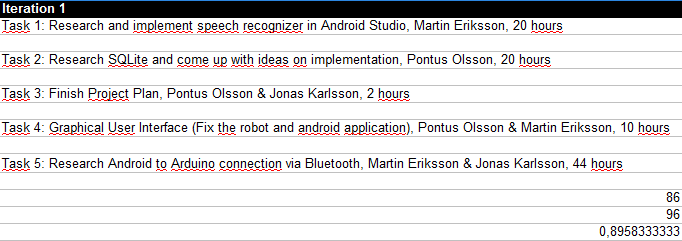 Iteration 1
Task 1: Research and implement speech recognizer in Android Studio, Martin Eriksson, 20 hours
Task 2: Research SQLite and come up with ideas on implementation, Pontus Olsson, 20 hours
Task 3: Finish Project Plan, Pontus Olsson & Jonas Karlsson, 2 hours
Task 4: Graphical User Interface (Fix the robot and android application), Pontus Olsson & Martin Eriksson, 10 hours
Task 5: Research Android to Arduino connection via Bluetooth, Martin Eriksson & Jonas Karlsson, 44 hours
86
96
0,8958333333